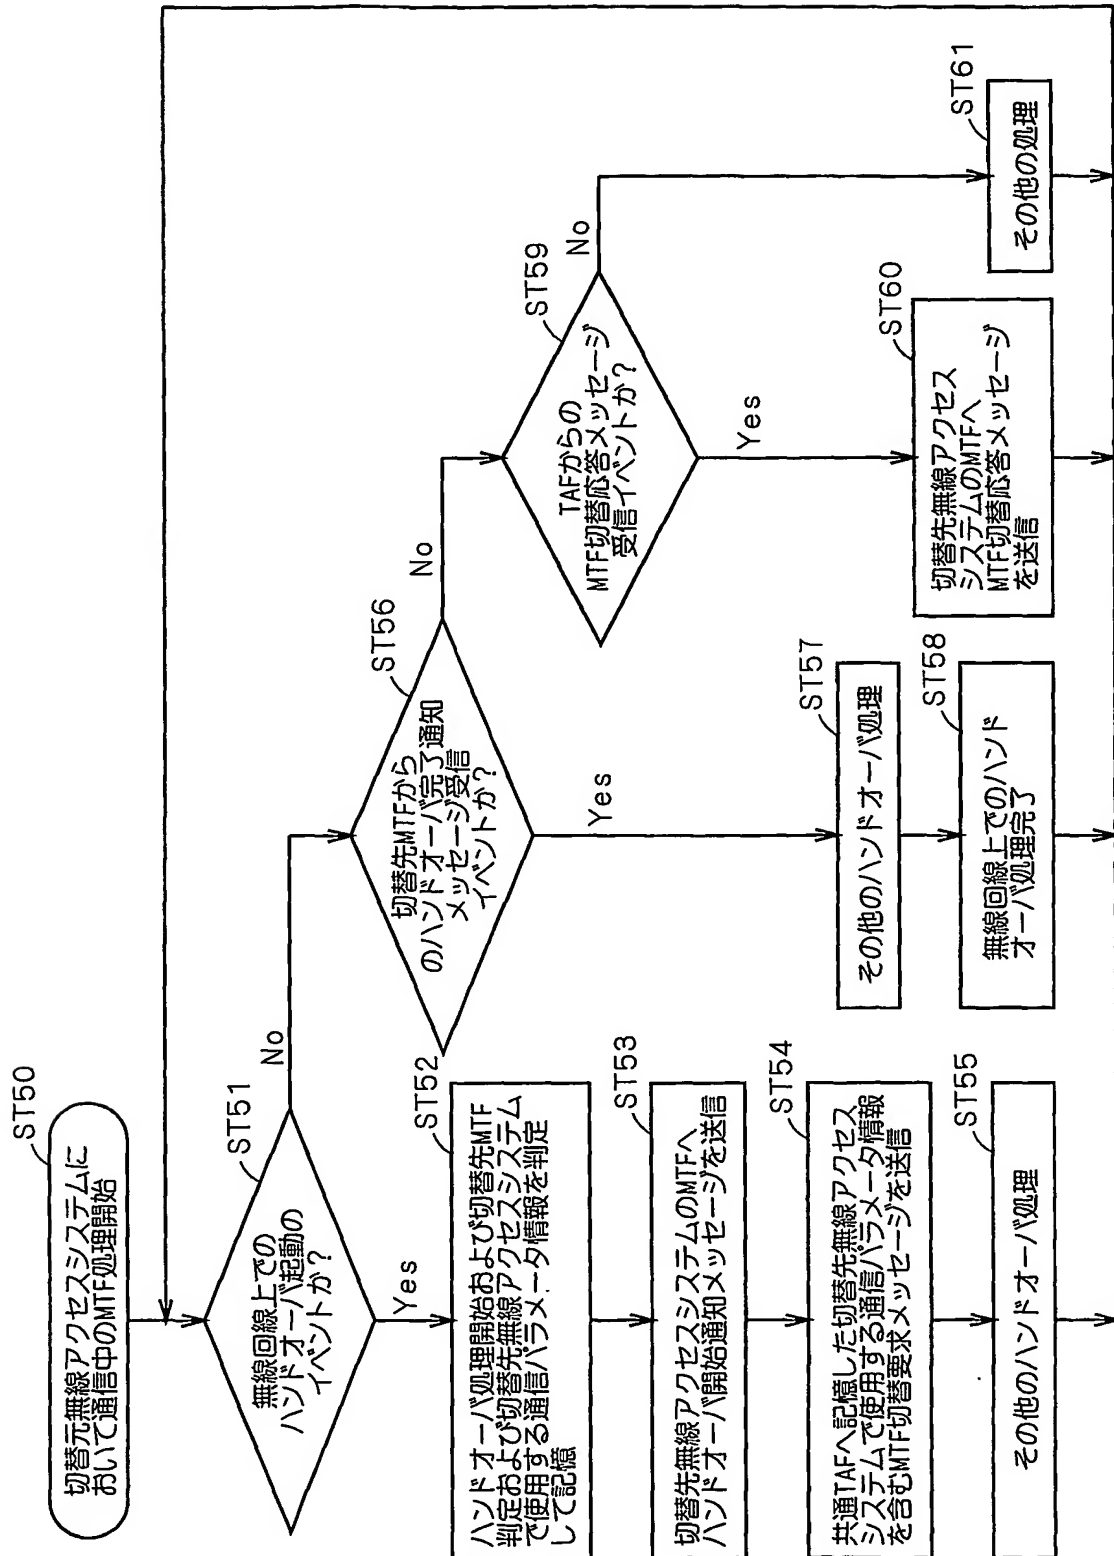 ST50
切替元無線アクセスシステムに
おいて通信中のMTF処理開始
ST51
無線回線上での
ハンドオーバ起動の
イベントか?
No
Yes
ST52
ハンドオーバ処理開始および切替先MTF
判定および切替先無線アクセスシステム
で使用する通信パラメータ情報を判定
して記憶
ST53
切替先無線アクセスシステムのMTFへ
ハンドオーバ開始通知メッセージを送信
ST54
共通TAFへ記憶した切替先無線アクセス
システムで使用する通信パラメータ情報
を含むMTF切替要求メッセージを送信
ST55
その他のハンドオーバ処理
ST56
切替先MTFから
のハンドオーバ完了通知
メッセージ受信
イベントか?
No
Yes
ST57
その他のハンドオーバ処理
ST58
無線回線上でのハンド
オーバ処理完了
ST59
TAFからの
MTF切替応答メッセージ
受信イベントか?
No
Yes
ST60
切替先無線アクセス
システムのMTFへ
MTF切替応答メッセージ
を送信
ST61
その他の処理